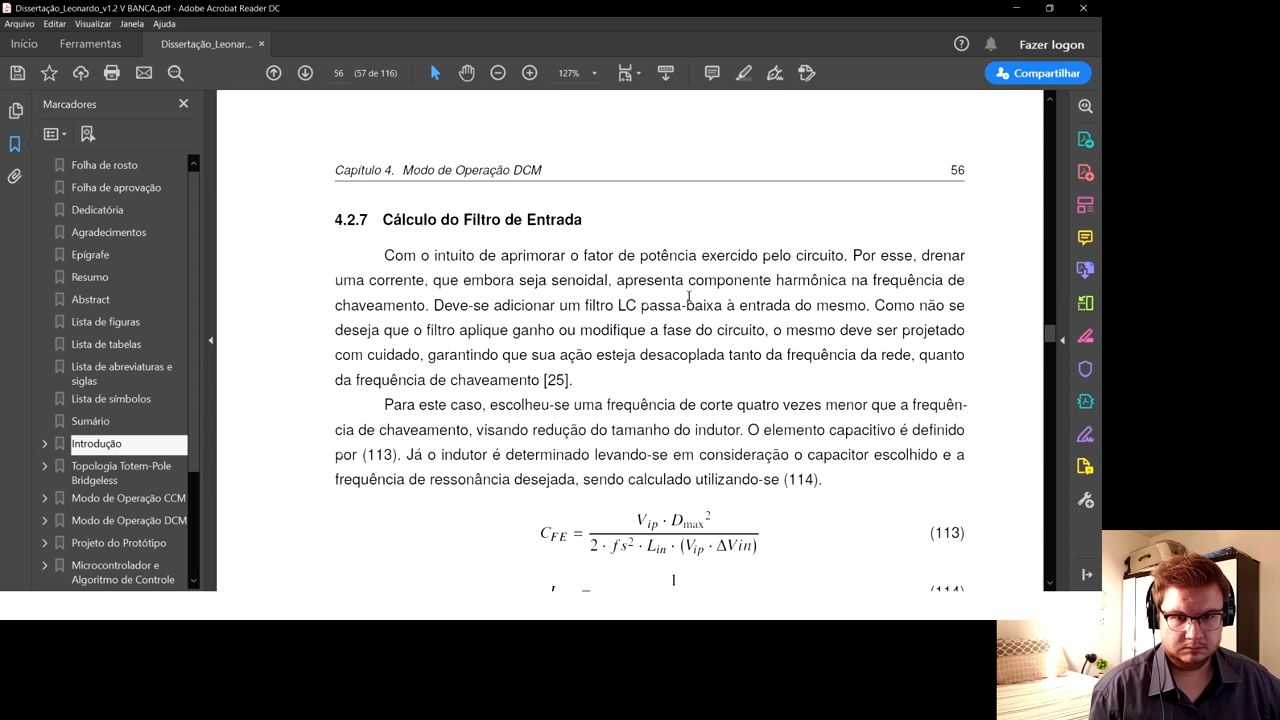 Dissertação_Leonardo_v1.2 V BANCA.pdf - Adobe Acrobat Reader DC
Arquivo Editar Visualizar Janela Ajuda
Início Ferramentas Dissertação_Leonar... × Fazer logon
56 (57 de 116) 127% Compartilhar
Marcadores
Folha de rosto
Folha de aprovação
Dedicatória
Agradecimentos
Epígrafe
Resumo
Abstract
Lista de figuras
Lista de tabelas
Lista de abreviaturas e
siglas
Lista de símbolos
Sumário
Introdução
Topologia Totem-Pole
Bridgeless
Modo de Operação CCM
Modo de Operação DCM
Projeto do Protótipo
Microcontrolador e
Algoritmo de Controle
Capítulo 4. Modo de Operação DCM 56
4.2.7 Cálculo do Filtro de Entrada
Com o intuito de aprimorar o fator de potência exercido pelo circuito. Por esse, drenar
uma corrente, que embora seja senoidal, apresenta componente harmônica na frequência de
chaveamento. Deve-se adicionar um filtro LC passa-baixa à entrada do mesmo. Como não se
deseja que o filtro aplique ganho ou modifique a fase do circuito, o mesmo deve ser projetado
com cuidado, garantindo que sua ação esteja desacoplada tanto da frequência da rede, quanto
da frequência de chaveamento [25].
Para este caso, escolheu-se uma frequência de corte quatro vezes menor que a frequên-
cia de chaveamento, visando redução do tamanho do indutor. O elemento capacitivo é definido
por (113). Já o indutor é determinado levando-se em consideração o capacitor escolhido e a
frequência de ressonância desejada, sendo calculado utilizando-se (114).
C_FE = V_ip · D_max² / 2 · fs² · L_in · (V_ip · ΔVin) (113)
1